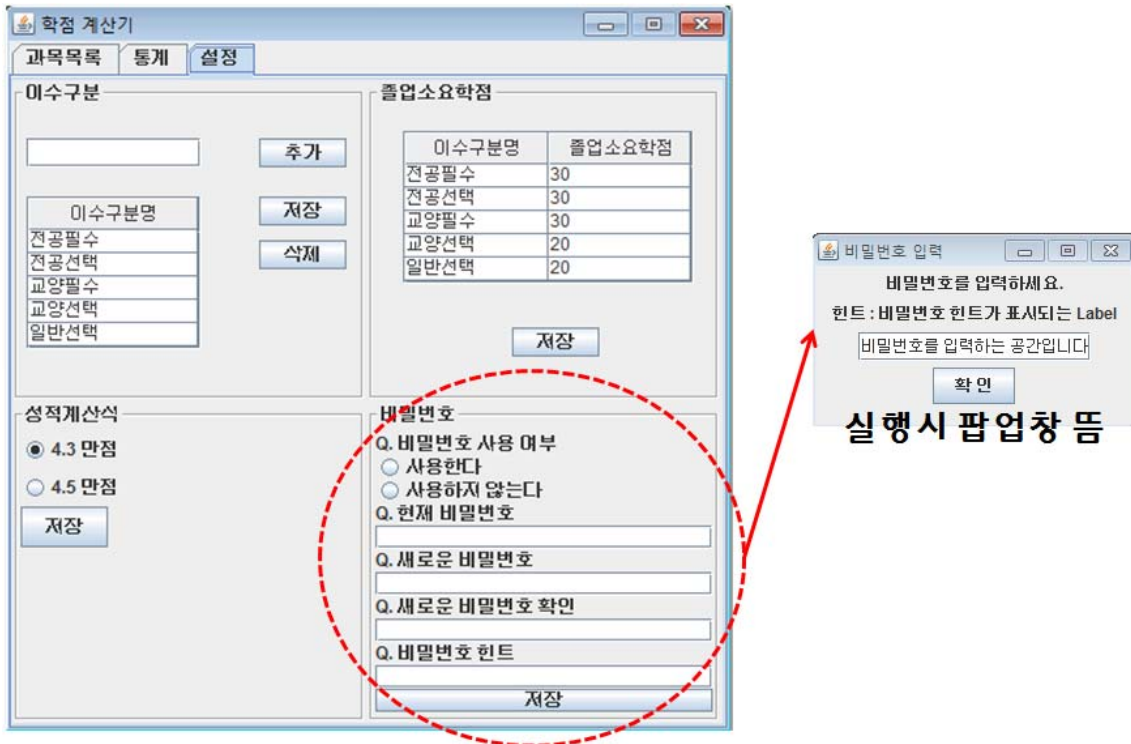 학점 계산기
과목목록 통계 설정
이수구분
추가
이수구분명
전공필수
전공선택
교양필수
교양선택
일반선택
저장
삭제
졸업소요학점
이수구분명 졸업소요학점
전공필수 30
전공선택 30
교양필수 30
교양선택 20
일반선택 20
저장
성적계산식
4.3 만점
4.5 만점
저장
비밀번호
Q. 비밀번호 사용 여부
사용한다
사용하지 않는다
Q. 현재 비밀번호
Q. 새로운 비밀번호
Q. 새로운 비밀번호 확인
Q. 비밀번호 힌트
저장
비밀번호 입력
비밀번호를 입력하세요.
힌트 : 비밀번호 힌트가 표시되는 Label
비밀번호를 입력하는 공간입니다
확인
실행시 팝업창 뜸